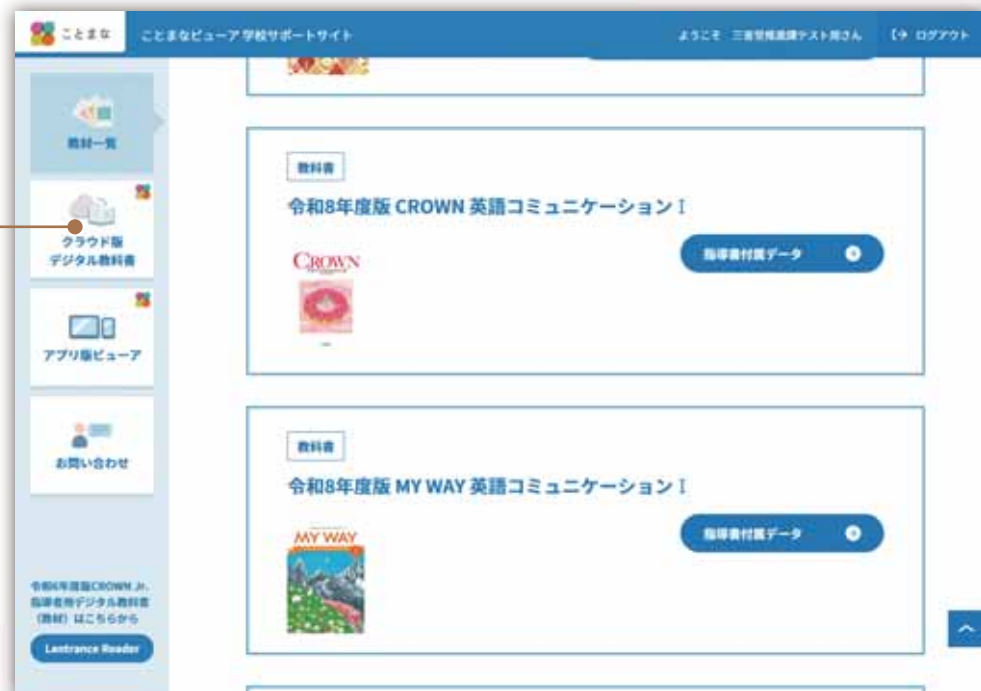 ことまな
ことまなビューア 学校サポートサイト
ようこそ
ログアウト
教材一覧
クラウド版
デジタル教科書
アプリ版ビューア
お問い合わせ
令和6年度版CROWN Jr.
指導者用デジタル教科書
(教材) はこちらから
Lentrance Reader
教科書
令和8年度版 CROWN 英語コミュニケーション I
CROWN
指導書付属データ
教科書
令和8年度版 MY WAY 英語コミュニケーション I
MY WAY
指導書付属データ